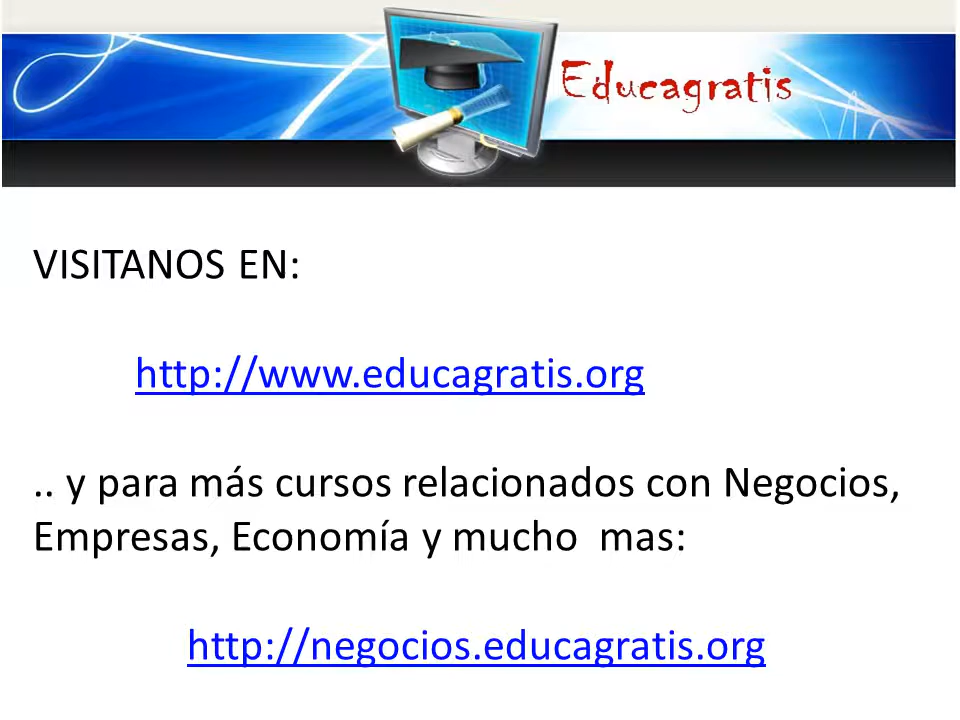 Educagratis
VISITANOS EN:
http://www.educagratis.org
.. y para más cursos relacionados con Negocios,
Empresas, Economía y mucho  mas:
http://negocios.educagratis.org